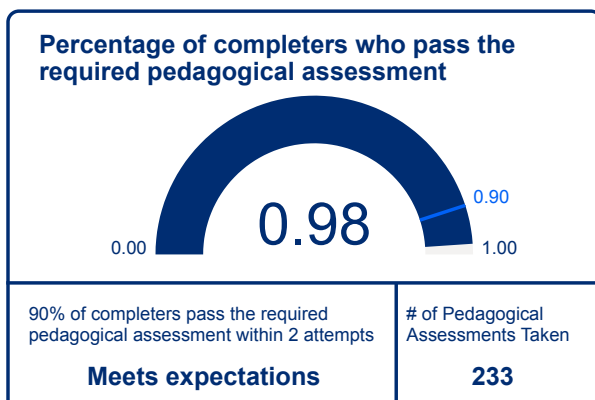 Percentage of completers who pass the
required pedagogical assessment
0.98
0.90
0.00
1.00
90% of completers pass the required
pedagogical assessment within 2 attempts
Meets expectations
# of Pedagogical
Assessments Taken
233